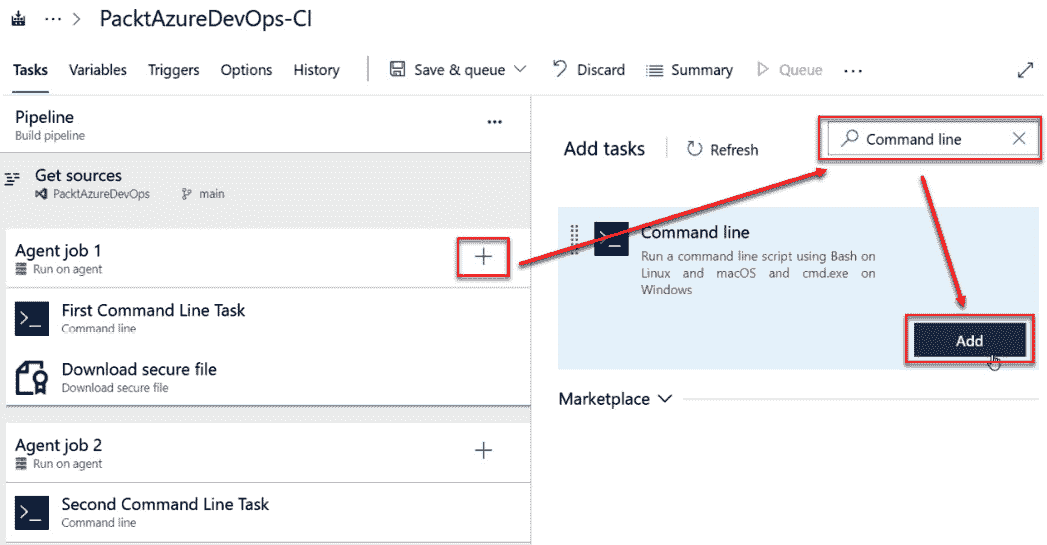 ··· > PacktAzureDevOps-CI
Tasks Variables Triggers Options History Save & queue Discard Summary Queue ···
Pipeline
Build pipeline
Get sources
PacktAzureDevOps main
Agent job 1
Run on agent
First Command Line Task
Command line
Download secure file
Download secure file
Agent job 2
Run on agent
Second Command Line Task
Command line
Add tasks Refresh Command line
Command line
Run a command line script using Bash on
Linux and macOS and cmd.exe on
Windows
Add
Marketplace